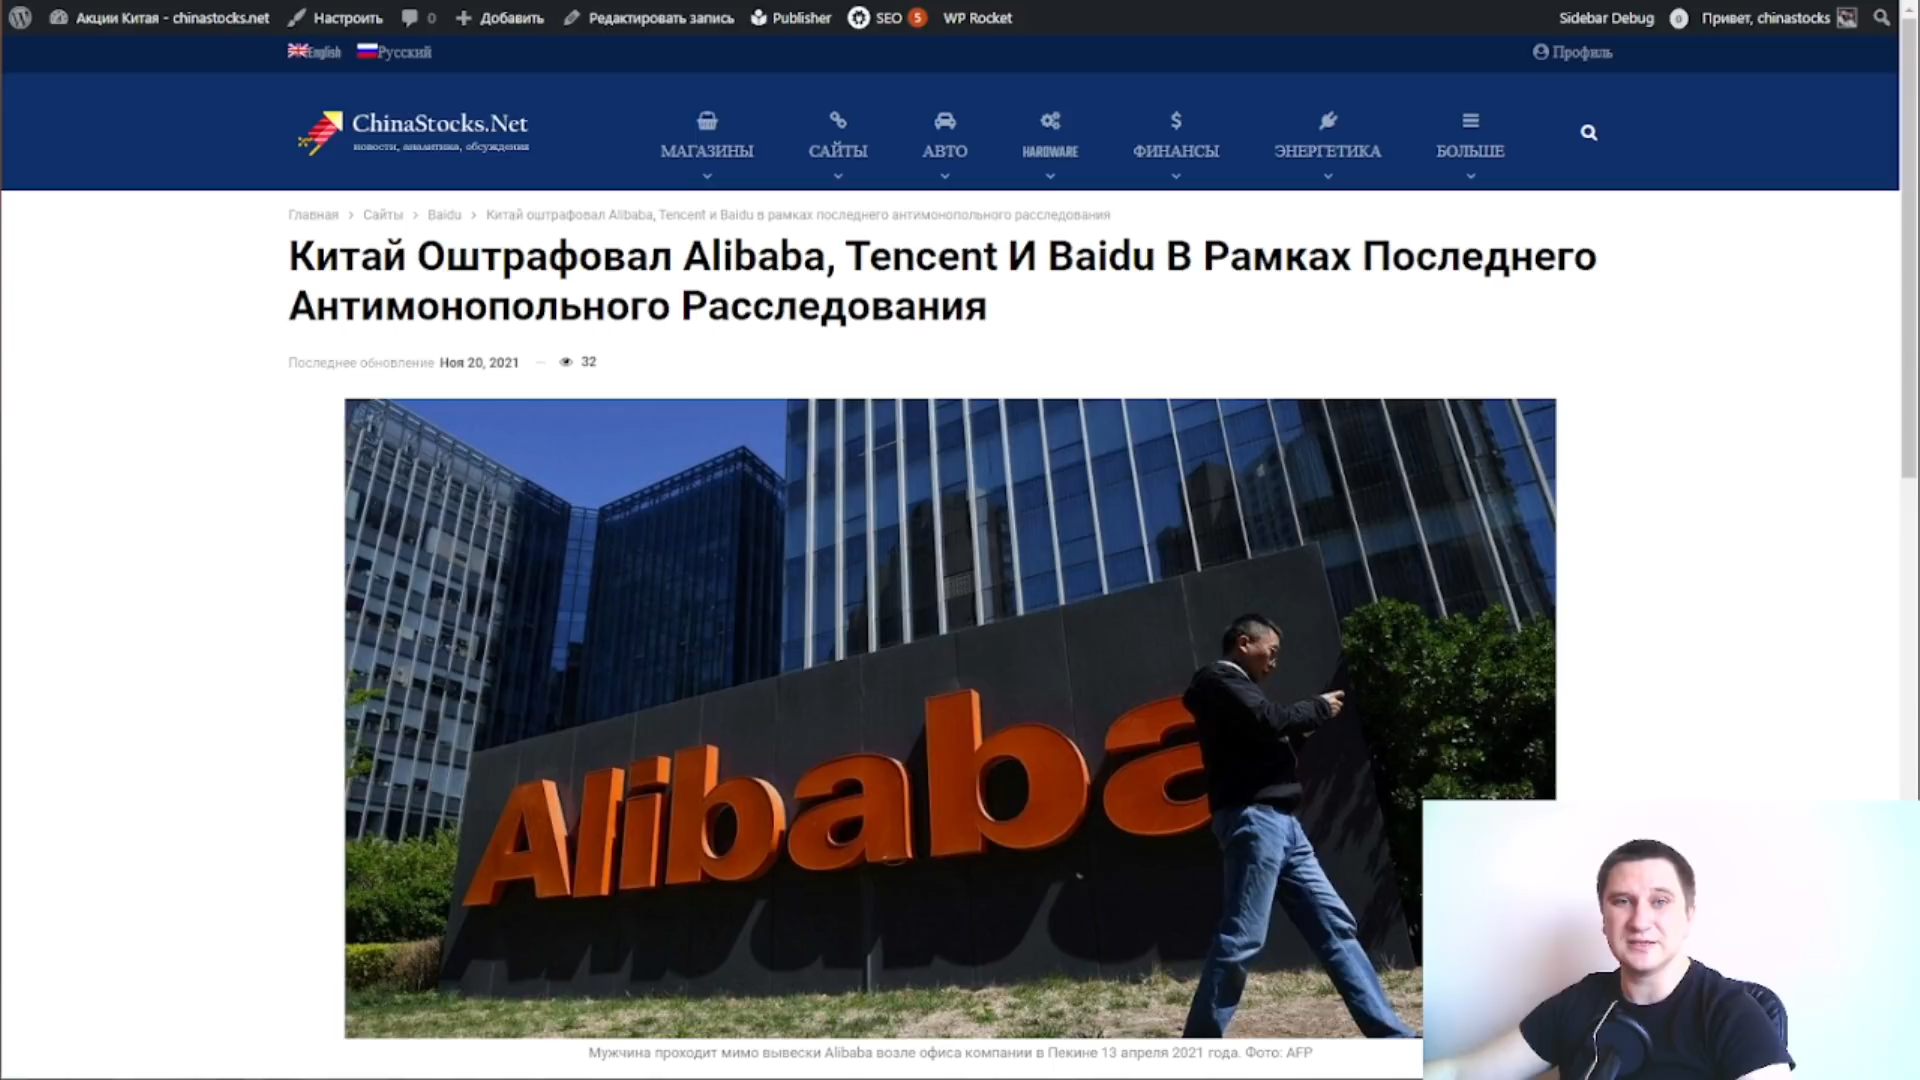 Акции Китая - chinastocks.net Настроить 0 Добавить Редактировать запись Publisher SEO 5 WP Rocket Sidebar Debug 0 Привет, chinastocks
English Русский Профиль
ChinaStocks.Net
новости, аналитика, обсуждения
МАГАЗИНЫ САЙТЫ АВТО HARDWARE ФИНАНСЫ ЭНЕРГЕТИКА БОЛЬШЕ
Главная > Сайты > Baidu > Китай оштрафовал Alibaba, Tencent и Baidu в рамках последнего антимонопольного расследования
Китай Оштрафовал Alibaba, Tencent И Baidu В Рамках Последнего
Антимонопольного Расследования
Последнее обновление Ноя 20, 2021 — 32
Alibaba
Мужчина проходит мимо вывески Alibaba возле офиса компании в Пекине 13 апреля 2021 года. Фото: AFP